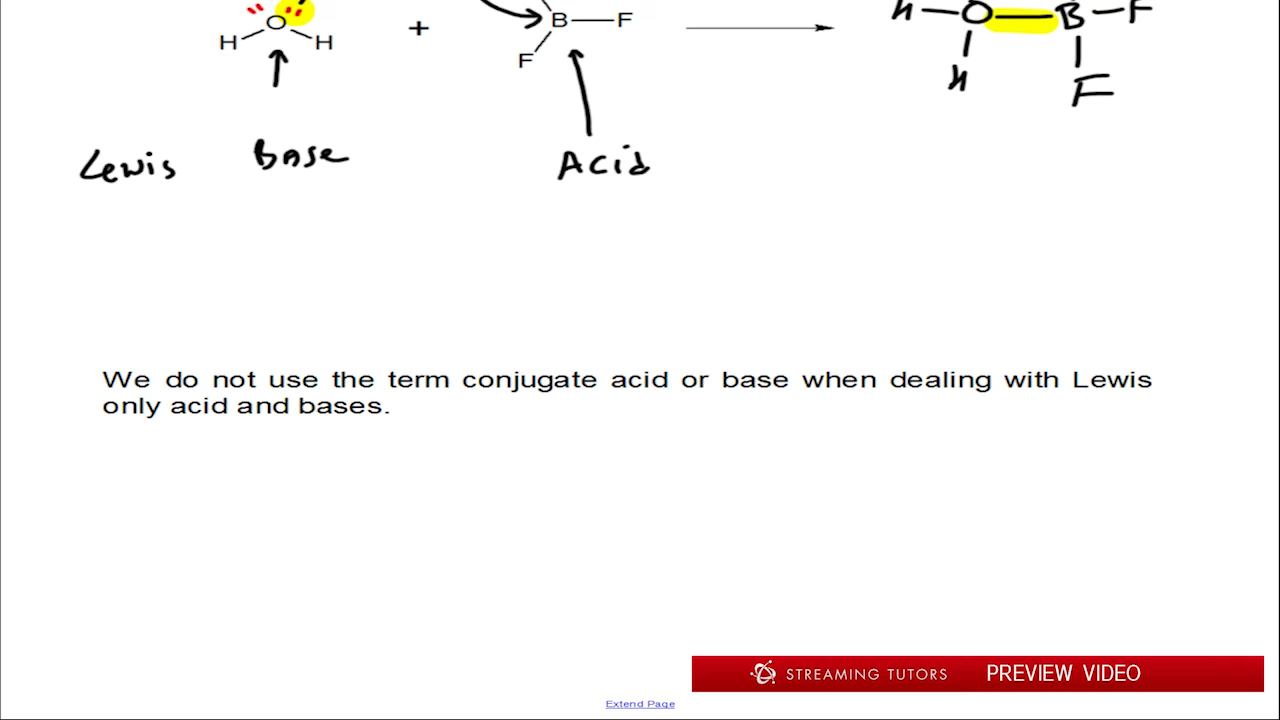 H O H + B F F H O B F
H F
Lewis Base Acid
We do not use the term conjugate acid or base when dealing with Lewis
only acid and bases.
STREAMING TUTORS PREVIEW VIDEO
Extend Page